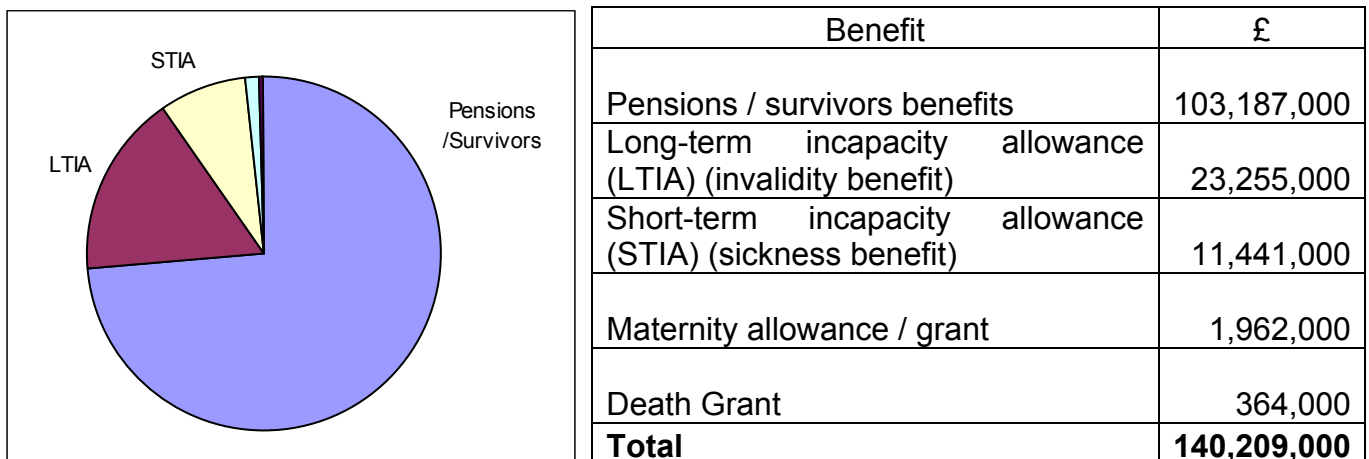 STIA
Pensions
/Survivors
LTIA
Benefit £
Pensions / survivors benefits 103,187,000
Long-term incapacity allowance
(LTIA) (invalidity benefit) 23,255,000
Short-term incapacity allowance
(STIA) (sickness benefit) 11,441,000
Maternity allowance / grant 1,962,000
Death Grant 364,000
Total 140,209,000